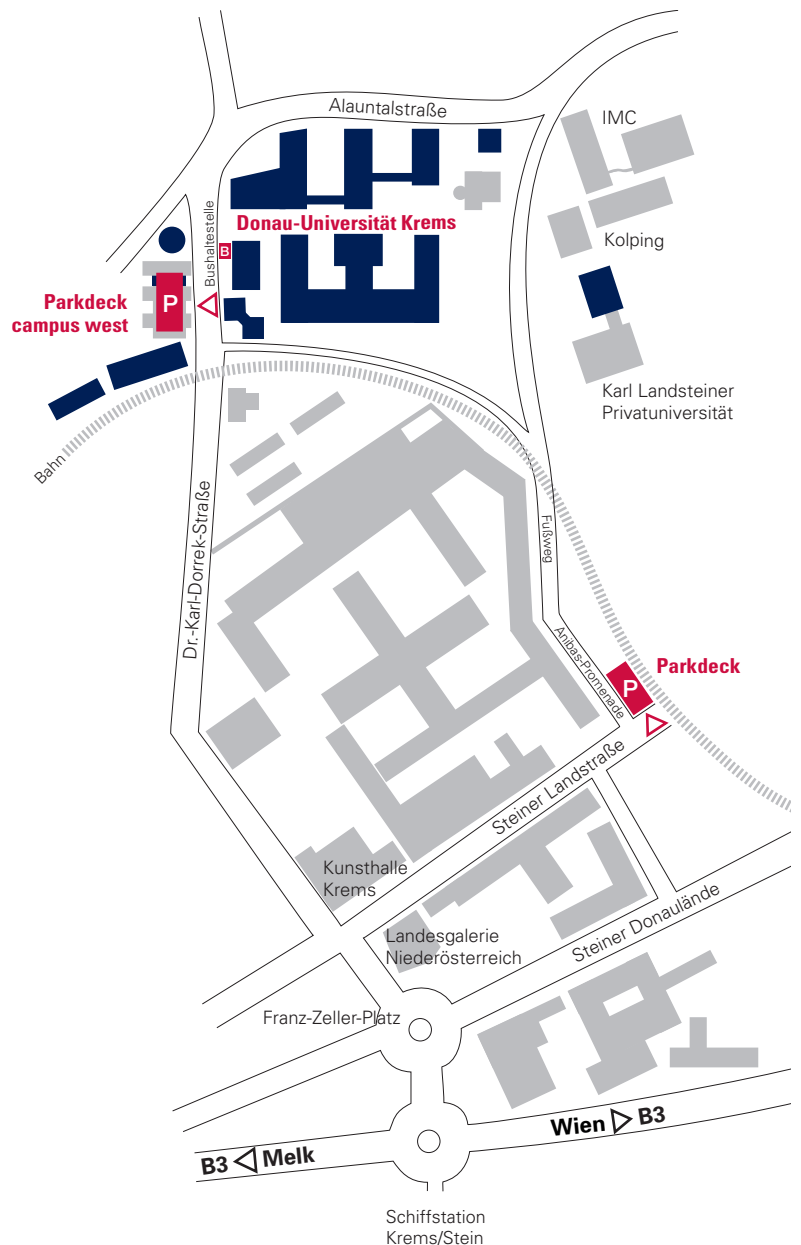 Alauntalstraße
IMC
Donau-Universität Krems
Bushaltestelle
B
Kolping
Parkdeck
campus west
P
Karl Landsteiner
Privatuniversität
Bahn
Dr.-Karl-Dorrek-Straße
Fußweg
Anibas-Promenade
Parkdeck
P
Steiner Landstraße
Kunsthalle
Krems
Landesgalerie
Niederösterreich
Steiner Donaulände
Franz-Zeller-Platz
Wien B3
B3 Melk
Schiffstation
Krems/Stein